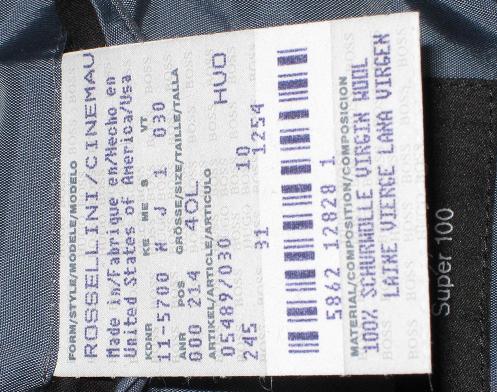 FORM/STYLE/MODELE/MODELO
ROSSELLINI/CINEMAU
Made in/Fabrique en/Hecho en
United States of America/Usa
KDNR KE ME S VT
11-5700 M J 1 030
ANR POS GRÖSSE/SIZE/TAILLE/TALLA
000 214 40L
ARTIKEL/ARTICLE/ARTICULO HVO
05489/030
245 10
31 1254
5862 12828 1
MATERIAL/COMPOSITION/COMPOSICION
100% SCHURWOLLE VIRGIN WOOL
LAINE VIERGE LANA VIRGEN
Super 100